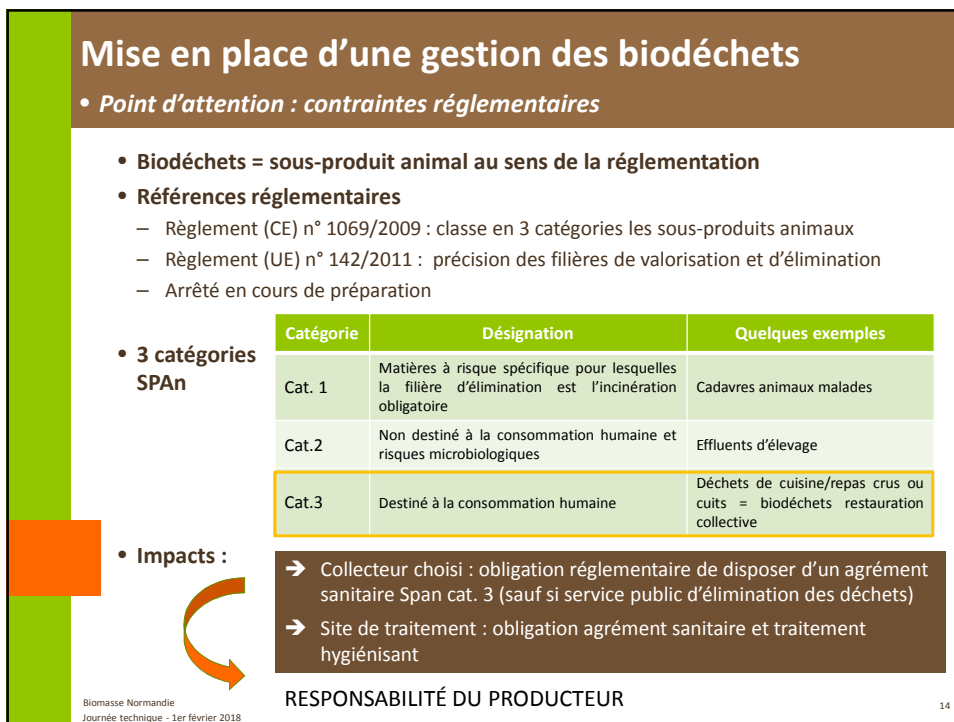 Mise en place d'une gestion des biodéchets
• Point d'attention : contraintes réglementaires
• Biodéchets = sous-produit animal au sens de la réglementation
• Références réglementaires
– Règlement (CE) n° 1069/2009 : classe en 3 catégories les sous-produits animaux
– Règlement (UE) n° 142/2011 : précision des filières de valorisation et d'élimination
– Arrêté en cours de préparation
• 3 catégories
SPAn
Catégorie Désignation Quelques exemples
Cat. 1
Matières à risque spécifique pour lesquelles
la filière d'élimination est l'incinération
obligatoire
Cadavres animaux malades
Cat.2
Non destiné à la consommation humaine et
risques microbiologiques
Effluents d'élevage
Cat.3
Destiné à la consommation humaine
Déchets de cuisine/repas crus ou
cuits = biodéchets restauration
collective
• Impacts :
➔ Collecteur choisi : obligation réglementaire de disposer d'un agrément
sanitaire Span cat. 3 (sauf si service public d'élimination des déchets)
➔ Site de traitement : obligation agrément sanitaire et traitement
hygiénisant
RESPONSABILITÉ DU PRODUCTEUR
Biomasse Normandie
Journée technique - 1er février 2018
14